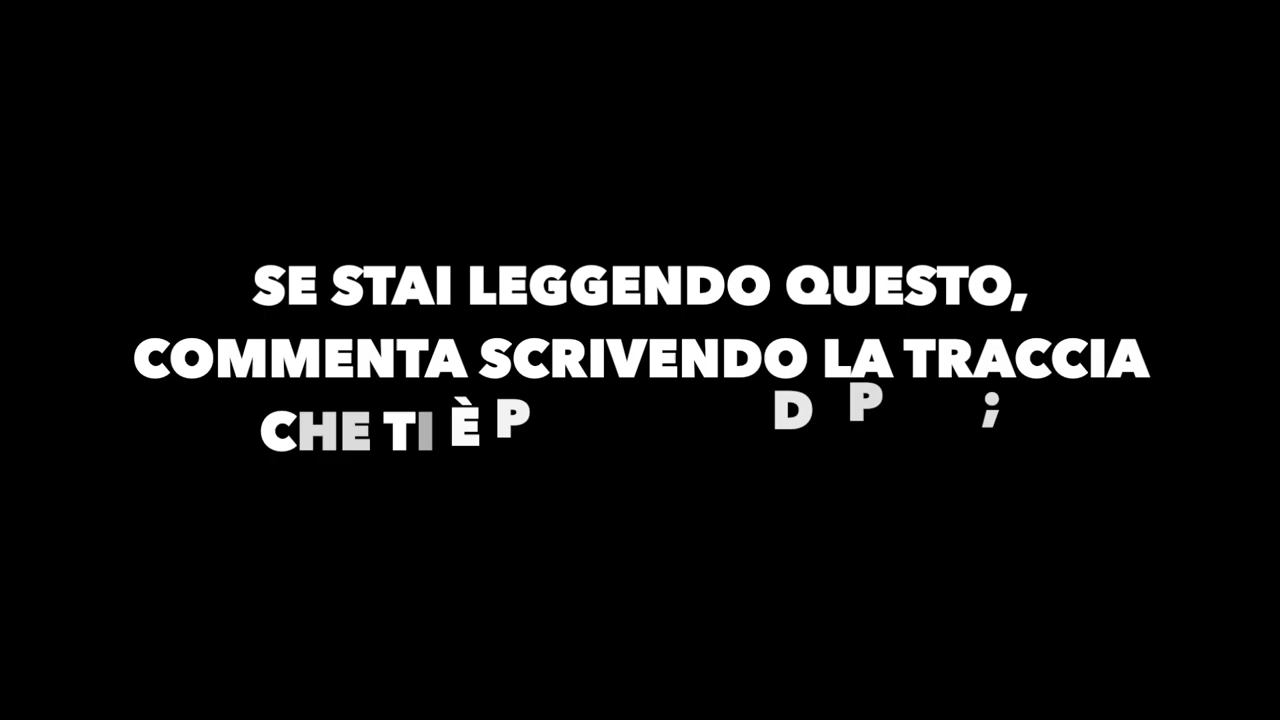 SE STAI LEGGENDO QUESTO,
COMMENTA SCRIVENDO LA TRACCIA
CHE TI È P D P ;